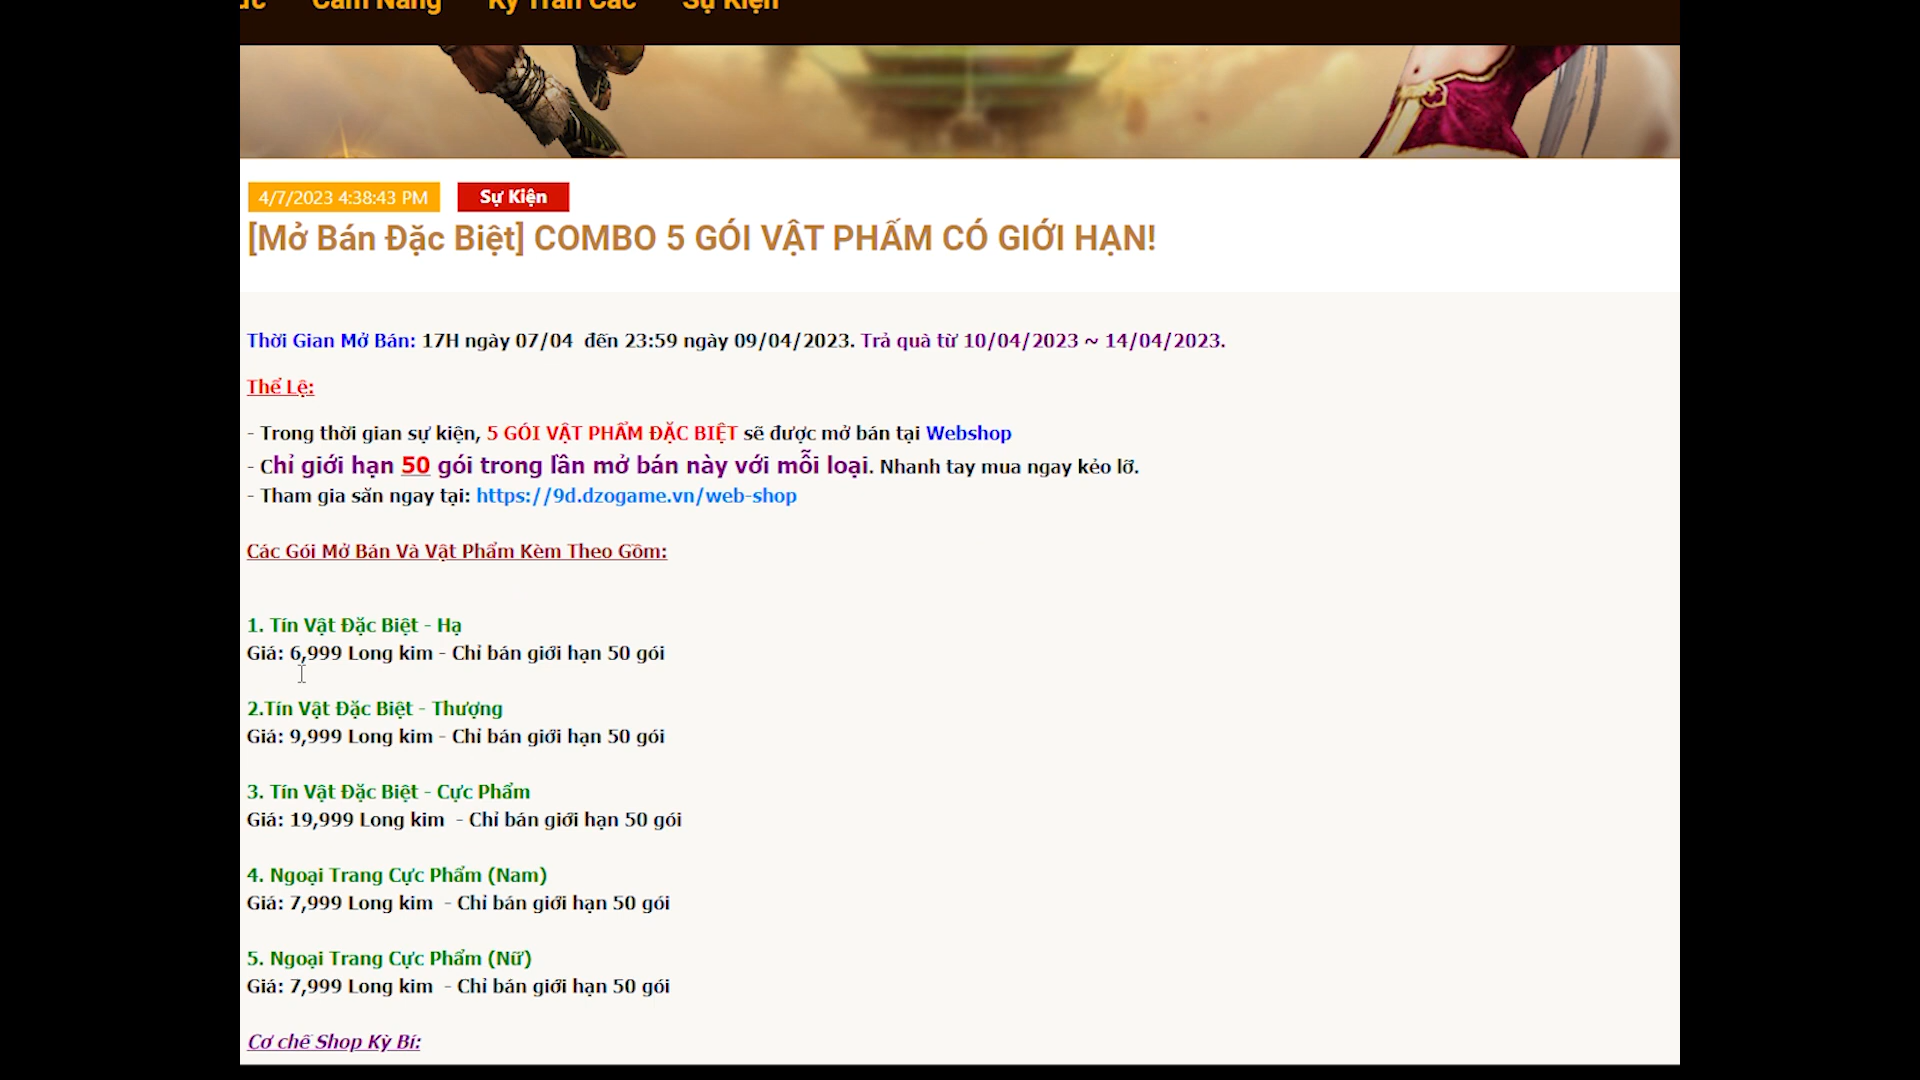 Cẩm Nang Kỳ Trân Các Sự Kiện
4/7/2023 4:38:43 PM Sự Kiện
[Mở Bán Đặc Biệt] COMBO 5 GÓI VẬT PHẨM CÓ GIỚI HẠN!
Thời Gian Mở Bán: 17H ngày 07/04 đến 23:59 ngày 09/04/2023. Trả quà từ 10/04/2023 ~ 14/04/2023.
Thể Lệ:
- Trong thời gian sự kiện, 5 GÓI VẬT PHẨM ĐẶC BIỆT sẽ được mở bán tại Webshop
- Chỉ giới hạn 50 gói trong lần mở bán này với mỗi loại. Nhanh tay mua ngay kẻo lỡ.
- Tham gia săn ngay tại: https://9d.dzogame.vn/web-shop
Các Gói Mở Bán Và Vật Phẩm Kèm Theo Gồm:
1. Tín Vật Đặc Biệt - Hạ
Giá: 6,999 Long kim - Chỉ bán giới hạn 50 gói
2.Tín Vật Đặc Biệt - Thượng
Giá: 9,999 Long kim - Chỉ bán giới hạn 50 gói
3. Tín Vật Đặc Biệt - Cực Phẩm
Giá: 19,999 Long kim - Chỉ bán giới hạn 50 gói
4. Ngoại Trang Cực Phẩm (Nam)
Giá: 7,999 Long kim - Chỉ bán giới hạn 50 gói
5. Ngoại Trang Cực Phẩm (Nữ)
Giá: 7,999 Long kim - Chỉ bán giới hạn 50 gói
Cơ chế Shop Kỳ Bí: